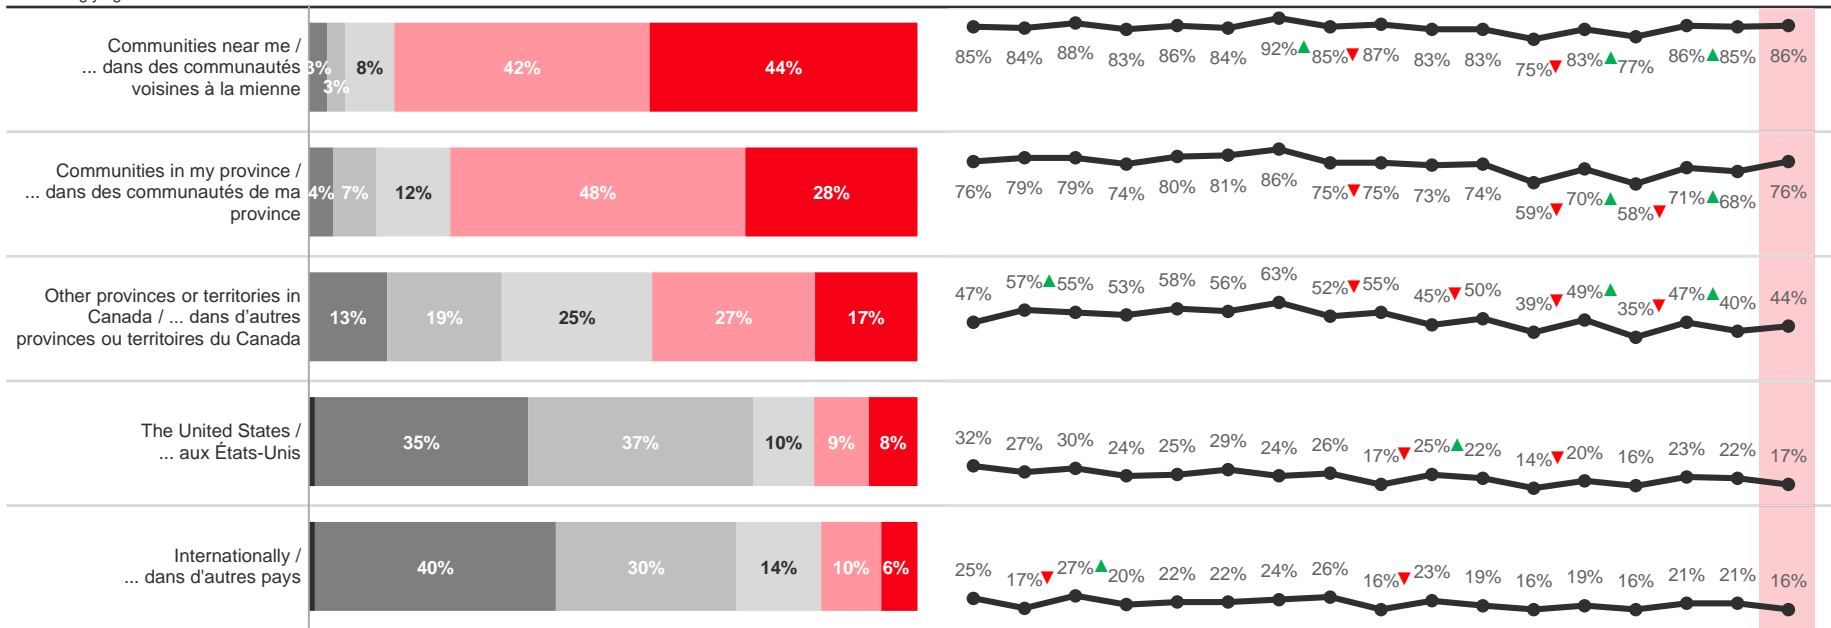 Communities near me /
... dans des communautés
voisines à la mienne
3%
3%
8%
42%
44%
85% 84% 88% 83% 86% 84% 92% 85% 87% 83% 83% 75% 83% 77% 86% 85% 86%
Communities in my province /
... dans des communautés de ma
province
4% 7% 12% 48% 28%
76% 79% 79% 74% 80% 81% 86% 75% 75% 73% 74% 59% 70% 58% 71% 68% 76%
Other provinces or territories in
Canada / ... dans d’autres
provinces ou territoires du Canada
13% 19% 25% 27% 17%
47% 57% 55% 53% 58% 56% 63% 52% 55% 45% 50% 39% 49% 35% 47% 40% 44%
The United States /
... aux États-Unis
35% 37% 10% 9% 8%
32% 27% 30% 24% 25% 29% 24% 26% 17% 25% 22% 14% 20% 16% 23% 22% 17%
Internationally /
... dans d'autres pays
40% 30% 14% 10% 6%
25% 17% 27% 20% 22% 22% 24% 26% 16% 23% 19% 16% 19% 16% 21% 21% 16%